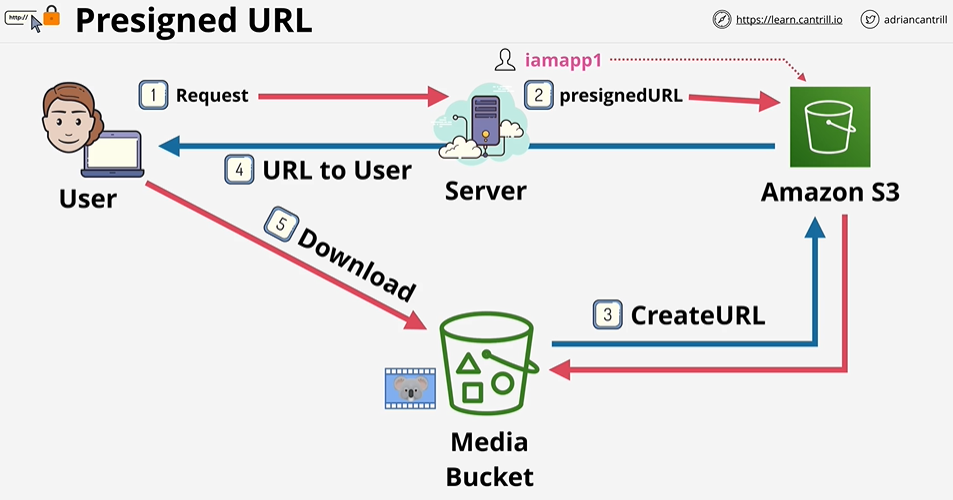 http://
Presigned URL
https://learn.cantrill.io
adriancantrill
iamapp1
1 Request
2 presignedURL
4 URL to User
User
Server
Amazon S3
5 Download
3 CreateURL
Media
Bucket